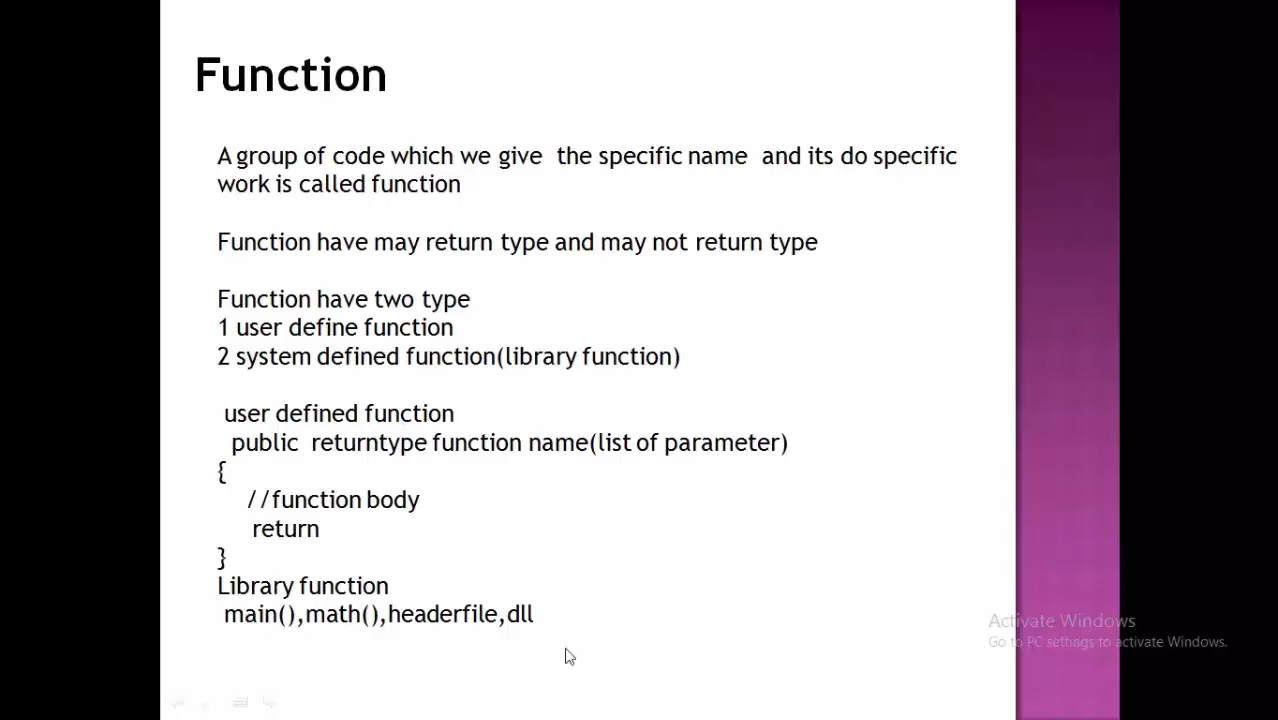 Function
A group of code which we give the specific name and its do specific
work is called function
Function have may return type and may not return type
Function have two type
1 user define function
2 system defined function(library function)
user defined function
public returntype function name(list of parameter)
{
//function body
return
}
Library function
main(),math(),headerfile,dll
Activate Windows
Go to PC settings to activate Windows.